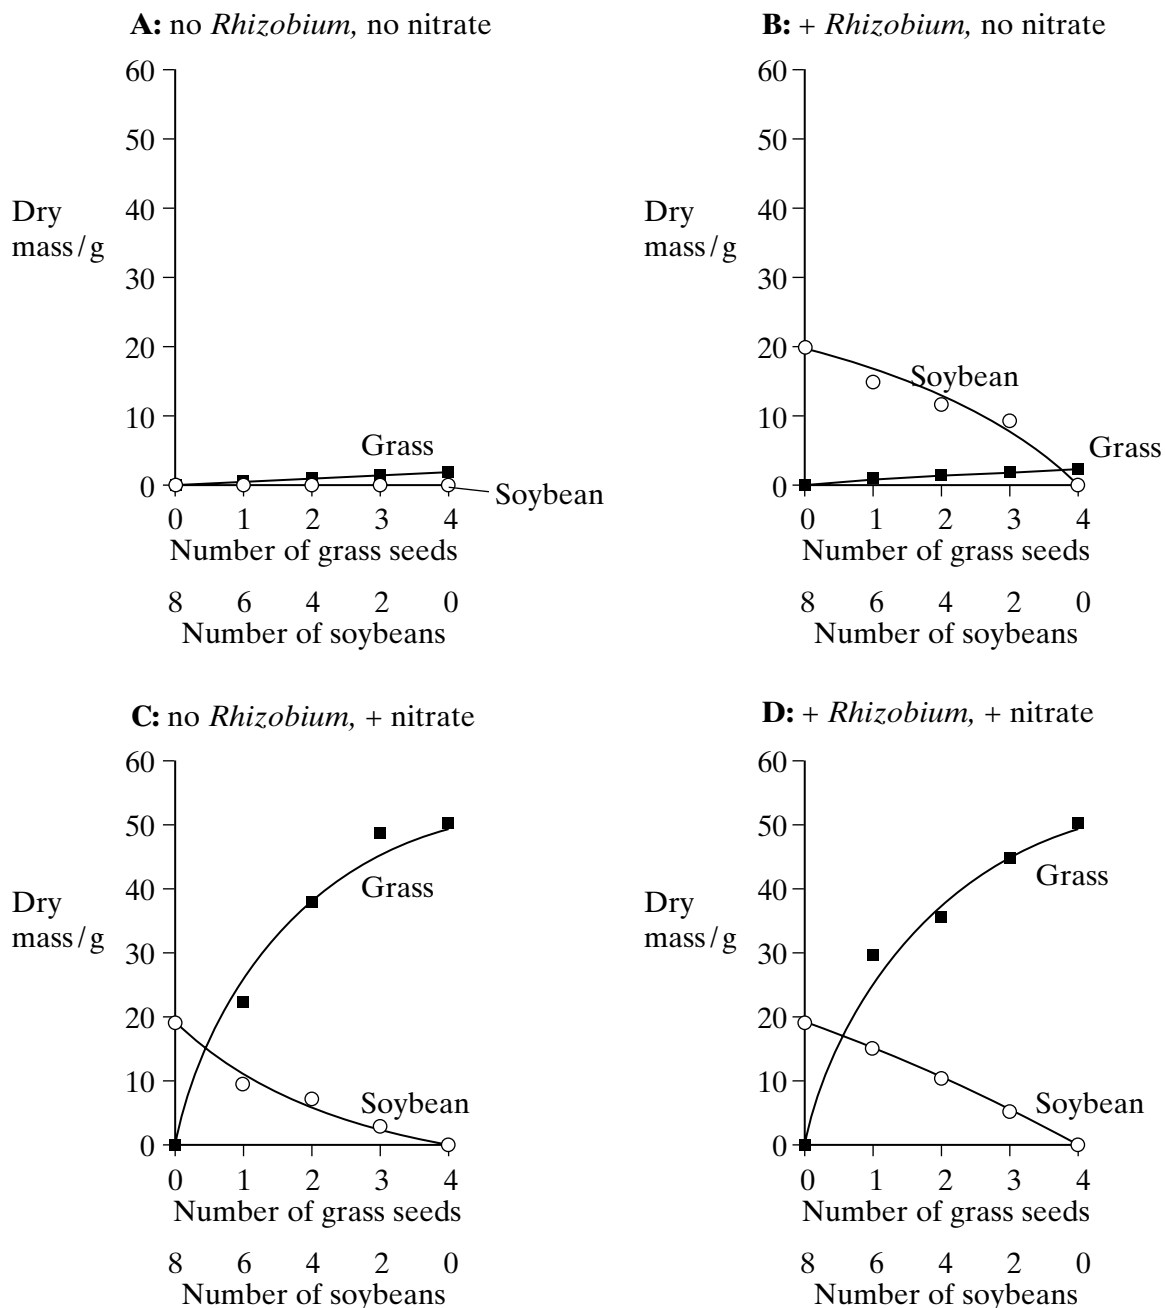 A: no Rhizobium, no nitrate
60
50
40
30
20
10
0
Dry
mass/g
Grass
Soybean
0 1 2 3 4
Number of grass seeds
8 6 4 2 0
Number of soybeans
B: + Rhizobium, no nitrate
60
50
40
30
20
10
0
Dry
mass/g
Soybean
Grass
0 1 2 3 4
Number of grass seeds
8 6 4 2 0
Number of soybeans
C: no Rhizobium, + nitrate
60
50
40
30
20
10
0
Dry
mass/g
Grass
Soybean
0 1 2 3 4
Number of grass seeds
8 6 4 2 0
Number of soybeans
D: + Rhizobium, + nitrate
60
50
40
30
20
10
0
Dry
mass/g
Grass
Soybean
0 1 2 3 4
Number of grass seeds
8 6 4 2 0
Number of soybeans